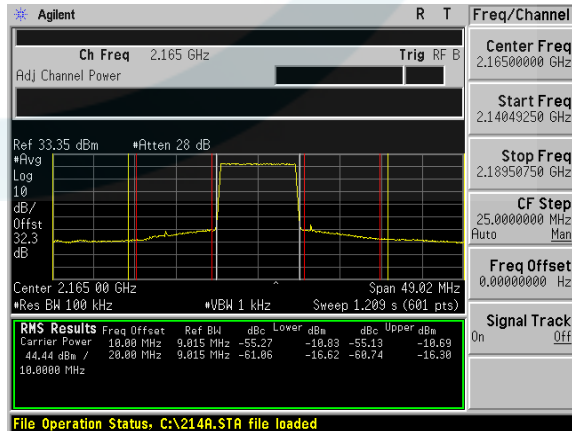 Agilent R T Freq/Channel
Ch Freq 2.165 GHz Trig RF B
Adj Channel Power
Center Freq
2.16500000 GHz
Start Freq
2.14049250 GHz
Stop Freq
2.18950750 GHz
CF Step
25.0000000 MHz
Auto Man
Freq Offset
0.00000000 Hz
Signal Track
On Off
Ref 33.35 dBm #Atten 28 dB
#Avg
Log
10
dB/
Offst
32.3
dB
Center 2.165 00 GHz ^ Span 49.02 MHz
#Res BW 100 kHz #VBW 1 kHz Sweep 1.209 s (601 pts)
RMS Results Freq Offset Ref BW dBc Lower dBm dBc Upper dBm
Carrier Power 10.00 MHz 9.015 MHz -55.27 -10.83 -55.13 -10.69
44.44 dBm / 20.00 MHz 9.015 MHz -61.06 -16.62 -60.74 -16.30
10.0000 MHz
File Operation Status, C:\214A.STA file loaded